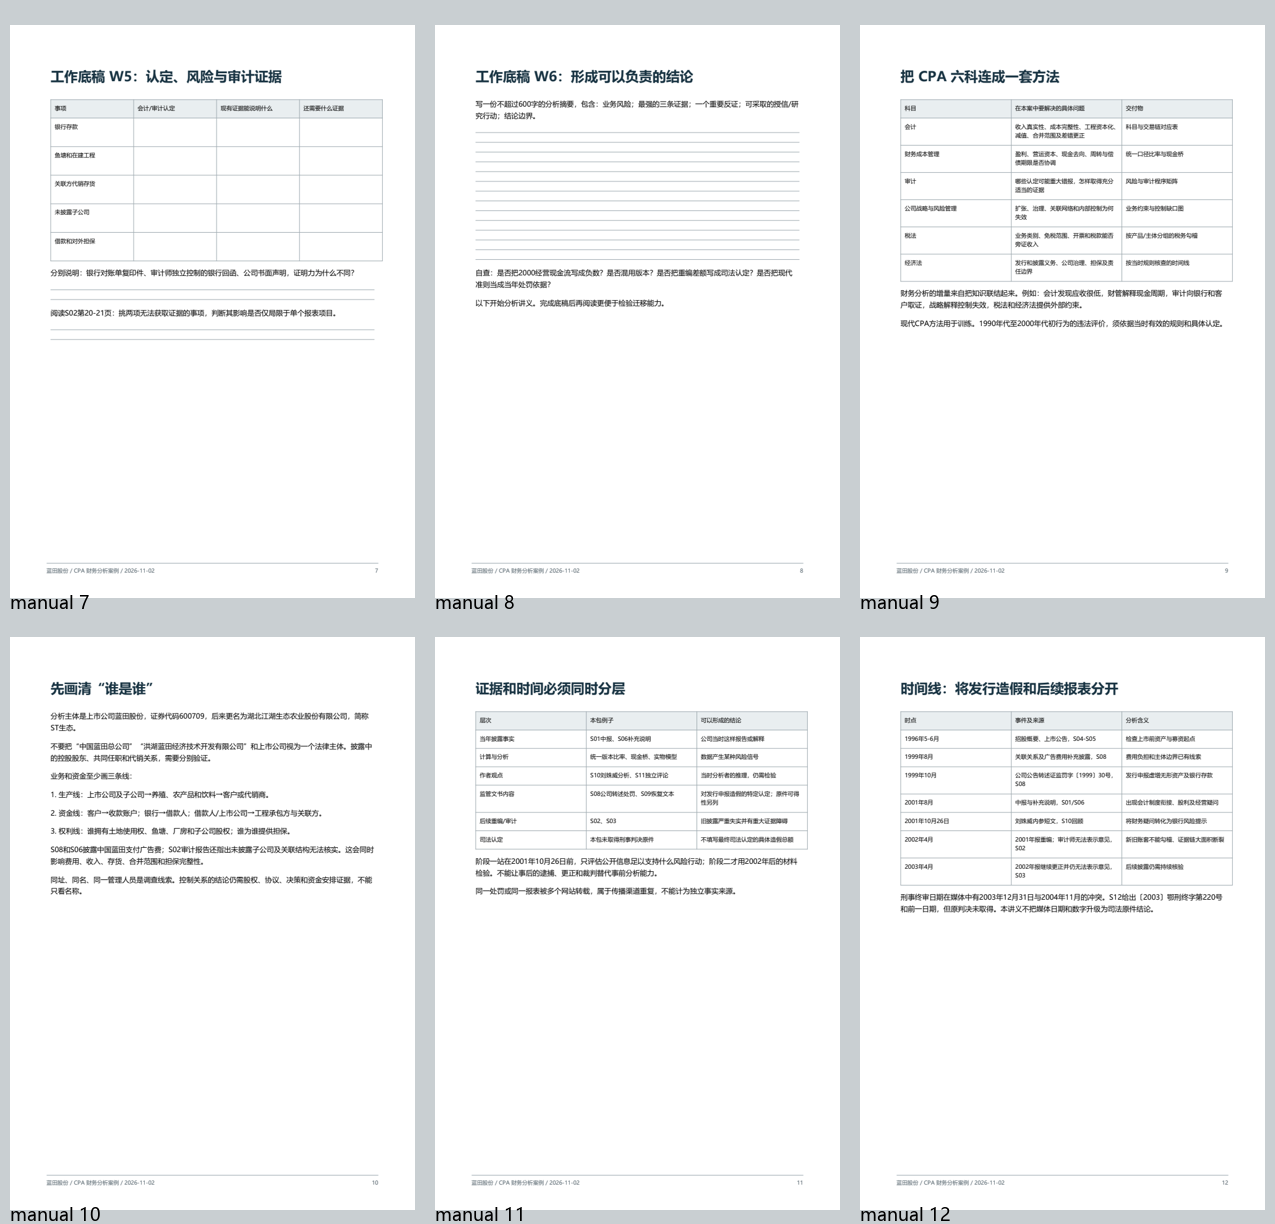 工作底稿 W5：认定、风险与审计证据
事项 会计/审计认定 现有证据能说明什么 还需要什么证据
银行存款
鱼塘和在建工程
关联方代销存货
未披露子公司
借款和对外担保
分别说明：银行对账单复印件、审计师独立控制的银行回函、公司书面声明，证明力为什么不同？
阅读S02第20-21页：挑两项无法获取证据的事项，判断其影响是否仅局限于单个报表项目。
蓝田股份 / CPA 财务分析案例 / 2026-11-02 7
manual 7
工作底稿 W6：形成可以负责的结论
写一份不超过600字的分析摘要，包含：业务风险；最强的三条证据；一个重要反证；可采取的授信/研
究行动；结论边界。
自查：是否把2000经营现金流写成负数？是否混用版本？是否把重编差额写成司法认定？是否把现代
准则当成当年处罚依据？
以下开始分析讲义。完成底稿后再阅读更便于检验迁移能力。
蓝田股份 / CPA 财务分析案例 / 2026-11-02 8
manual 8
把 CPA 六科连成一套方法
科目 在本案中要解决的具体问题 交付物
会计 收入真实性、成本完整性、工程资本化、 科目与交易链对应表
减值、合并范围及差错更正
财务成本管理 盈利、营运资本、现金去向、周转与偿 统一口径比率与现金桥
债期限是否协调
审计 哪些认定可能重大错报，怎样取得充分 风险与审计程序矩阵
适当的证据
公司战略与风险管理 扩张、治理、关联网络和内部控制为何 业务约束与控制缺口图
失效
税法 业务类别、免税范围、开票和税款能否 按产品/主体分组的税务勾稽
旁证收入
经济法 发行和披露义务、公司治理、担保及责 按当时规则核查的时间线
任边界
财务分析的增量来自把知识联结起来。例如：会计发现应收很低，财管解释现金周期，审计向银行和客
户取证，战略解释控制失效，税法和经济法提供外部约束。
现代CPA方法用于训练。1990年代至2000年代初行为的违法评价，须依据当时有效的规则和具体认定。
蓝田股份 / CPA 财务分析案例 / 2026-11-02 9
manual 9
先画清“谁是谁”
分析主体是上市公司蓝田股份，证券代码600709，后来更名为湖北江湖生态农业股份有限公司，简称
ST生态。
不要把“中国蓝田总公司”“洪湖蓝田经济技术开发有限公司”和上市公司视为一个法律主体。披露中
的控股股东、共同任职和代销关系，需要分别验证。
业务和资金至少画三条线：
1. 生产线：上市公司及子公司→养殖、农产品和饮料→客户或代销商。
2. 资金线：客户→收款账户；银行→借款人；借款人/上市公司→工程承包方与关联方。
3. 权利线：谁拥有土地使用权、鱼塘、厂房和子公司股权；谁为谁提供担保。
S08和S06披露中国蓝田支付广告费；S02审计报告还指出未披露子公司及关联结构无法核实。这会同时
影响费用、收入、存货、合并范围和担保完整性。
同址、同名、同一管理人员是调查线索。控制关系的结论仍需股权、协议、决策和资金安排证据，不能
只看名称。
蓝田股份 / CPA 财务分析案例 / 2026-11-02 10
manual 10
证据和时间必须同时分层
层次 本包例子 可以形成的结论
当年披露事实 S01中报、S06补充说明 公司当时这样报告或解释
计算与分析 统一版本比率、现金桥、实物模型 数据产生某种风险信号
作者观点 S10刘姝威分析、S11独立评论 当时分析者的推理，仍需检验
监管文书内容 S08公司转述处罚、S09恢复文本 对发行申报造假的特定认定；原件可得
性另列
后续重编/审计 S02、S03 旧披露严重失实并有重大证据障碍
司法认定 本包未取得刑事判决原件 不填写最终司法认定的具体造假总额
阶段一站在2001年10月26日前，只评估公开信息足以支持什么风险行动；阶段二才用2002年后的材料
检验。不能让事后的逮捕、更正和裁判替代事前分析能力。
同一处罚或同一报表被多个网站转载，属于传播渠道重复，不能计为独立事实来源。
蓝田股份 / CPA 财务分析案例 / 2026-11-02 11
manual 11
时间线：将发行造假和后续报表分开
时点 事件及来源 分析含义
1996年5-6月 招股概要、上市公告，S04-S05 检查上市前资产与募资起点
1999年8月 关联关系及广告费用补充披露，S08 费用负担和主体边界已有线索
1999年10月 公司公告转述证监罚字〔1999〕30号， 发行申报虚增无形资产及银行存款
S08
2001年8月 中报与补充说明，S01/S06 出现会计制度衔接、股利及经营疑问
2001年10月26日 刘姝威内参短文，S10回顾 将财务疑问转化为银行风险提示
2002年4月 2001年报重编；审计师无法表示意见， 新旧账套不能勾稽、证据链大面积断裂
S02
2003年4月 2002年报继续更正并仍无法表示意见， 后续披露仍需持续核验
S03
刑事终审日期在媒体中有2003年12月31日与2004年11月的冲突。S12给出〔2003〕鄂刑终字第220号
和前一日期，但原判决未取得。本讲义不把媒体日期和数字升级为司法原件结论。
蓝田股份 / CPA 财务分析案例 / 2026-11-02 12
manual 12